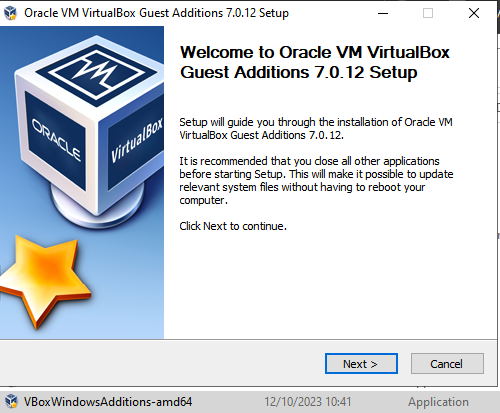 Oracle VM VirtualBox Guest Additions 7.0.12 Setup
Welcome to Oracle VM VirtualBox
Guest Additions 7.0.12 Setup
ORACLE
VirtualBox
Setup will guide you through the installation of Oracle VM
VirtualBox Guest Additions 7.0.12.
It is recommended that you close all other applications
before starting Setup. This will make it possible to update
relevant system files without having to reboot your
computer.
Click Next to continue.
Next >
Cancel
VBoxWindowsAdditions-amd64 12/10/2023 10:41 Application